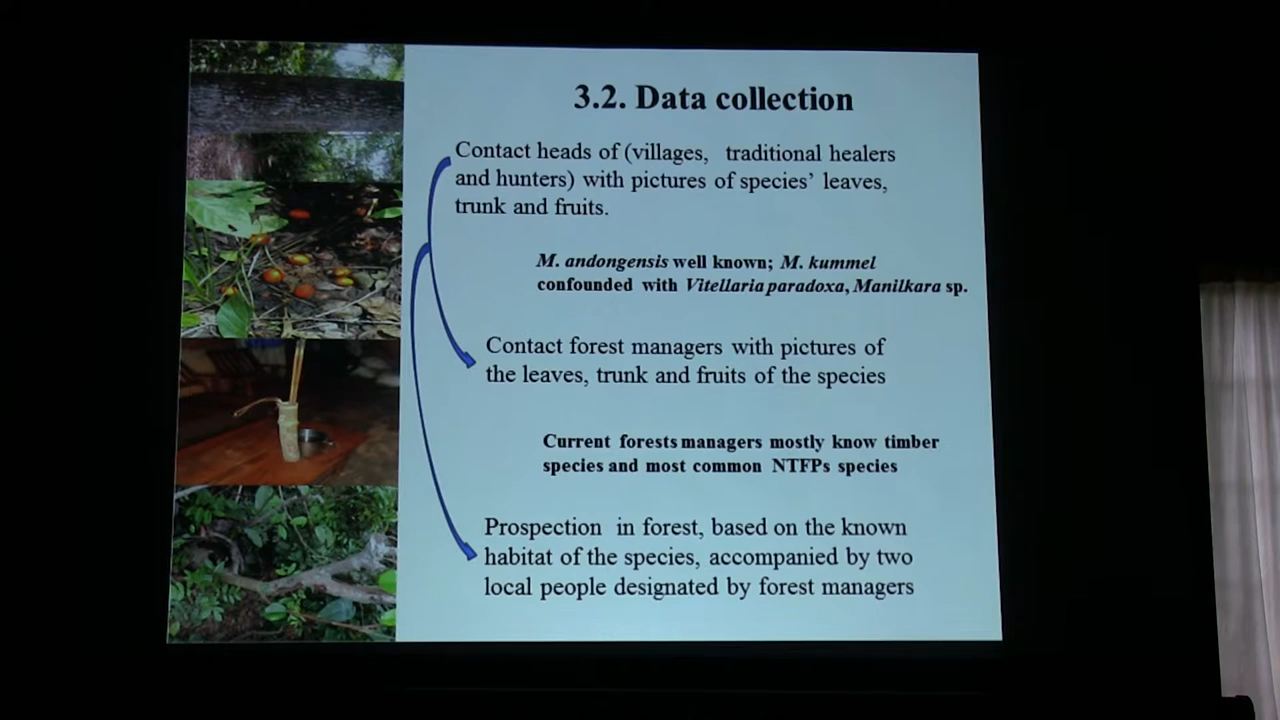 3.2. Data collection
Contact heads of (villages, traditional healers
and hunters) with pictures of species’ leaves,
trunk and fruits.
M. andongensis well known; M. kummel
confounded with Vitellaria paradoxa, Manilkara sp.
Contact forest managers with pictures of
the leaves, trunk and fruits of the species
Current forests managers mostly know timber
species and most common NTFPs species
Prospection in forest, based on the known
habitat of the species, accompanied by two
local people designated by forest managers